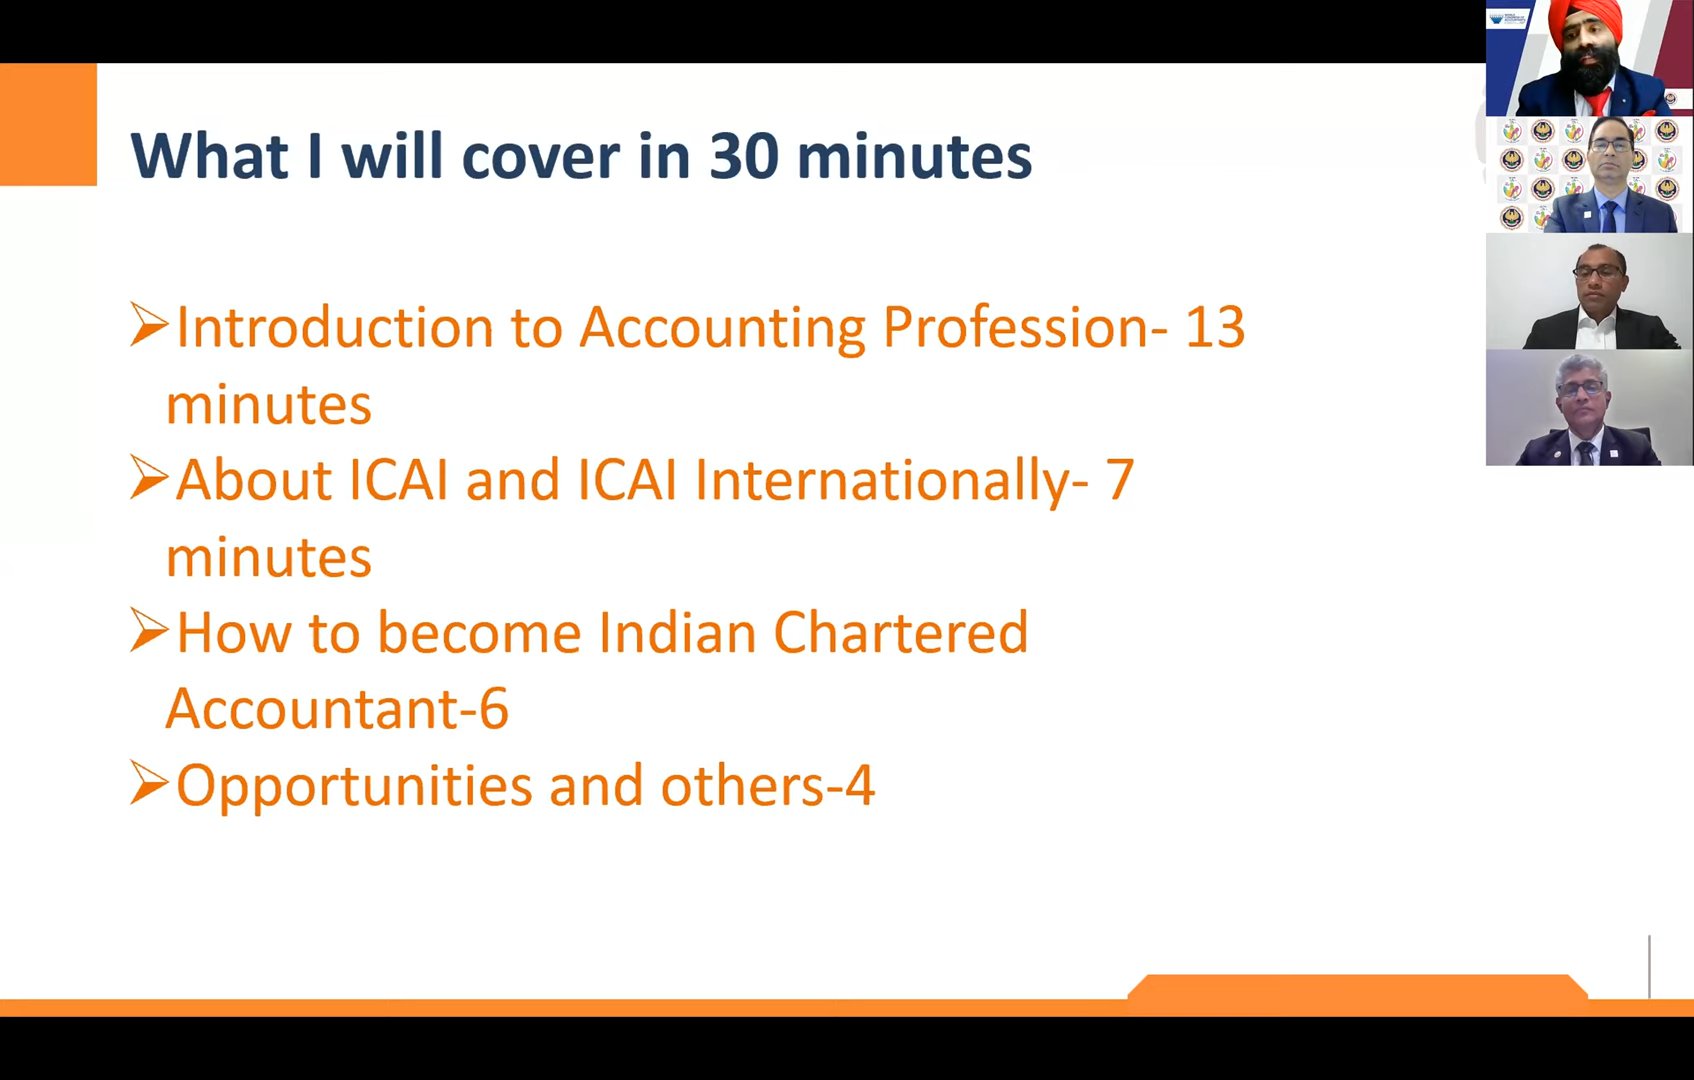 What I will cover in 30 minutes
Introduction to Accounting Profession- 13
minutes
About ICAI and ICAI Internationally- 7
minutes
How to become Indian Chartered
Accountant-6
Opportunities and others-4